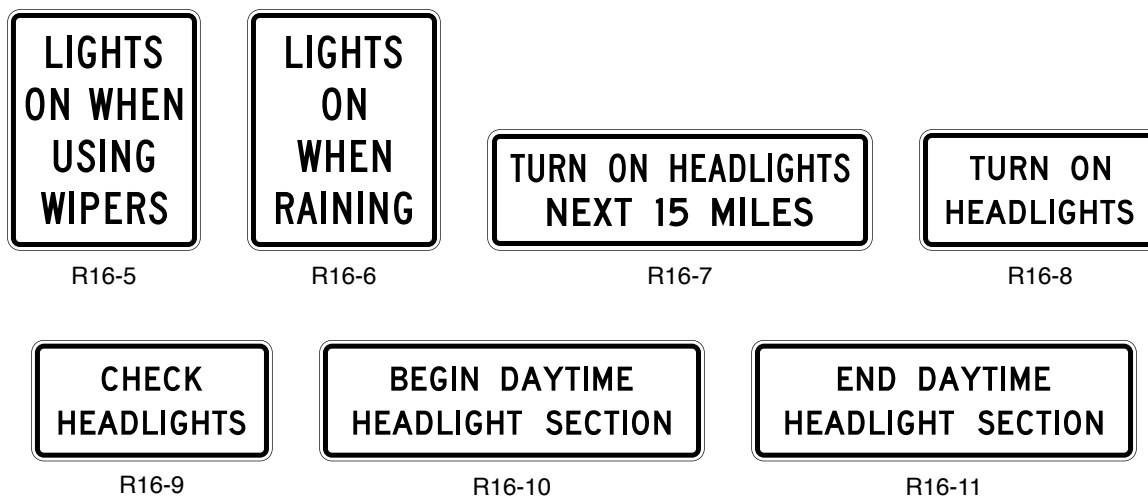 LIGHTS
ON WHEN
USING
WIPERS
R16-5
LIGHTS
ON
WHEN
RAINING
R16-6
TURN ON HEADLIGHTS
NEXT 15 MILES
R16-7
TURN ON
HEADLIGHTS
R16-8
CHECK
HEADLIGHTS
R16-9
BEGIN DAYTIME
HEADLIGHT SECTION
R16-10
END DAYTIME
HEADLIGHT SECTION
R16-11